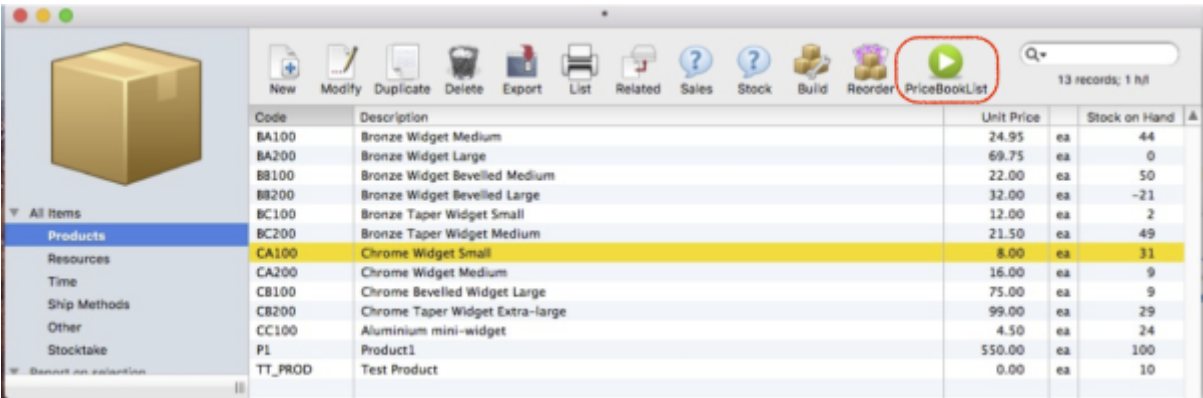 New Modify Duplicate Delete Export List Related Sales Stock Build Reorder PriceBookList
13 records; 1 h/l
Code Description Unit Price Stock on Hand
BA100 Bronze Widget Medium 24.95 ea 44
BA200 Bronze Widget Large 69.75 ea 0
BB100 Bronze Widget Bevelled Medium 22.00 ea 50
BB200 Bronze Widget Bevelled Large 32.00 ea -21
BC100 Bronze Taper Widget Small 12.00 ea 2
BC200 Bronze Taper Widget Medium 21.50 ea 49
CA100 Chrome Widget Small 8.00 ea 31
CA200 Chrome Widget Medium 16.00 ea 9
CB100 Chrome Bevelled Widget Large 75.00 ea 9
CB200 Chrome Taper Widget Extra-large 99.00 ea 29
CC100 Aluminium mini-widget 4.50 ea 24
P1 Product1 550.00 ea 100
TT_PROD Test Product 0.00 ea 10
All Items
Products
Resources
Time
Ship Methods
Other
Stocktake
Report on selection